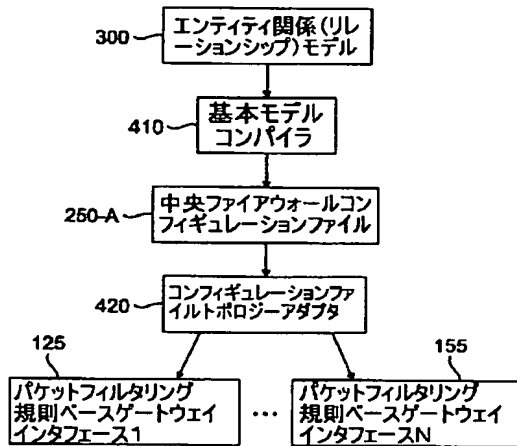 300
エンティティ関係(リレ
ーションシップ)モデル
410
基本モデル
コンパイラ
250-A
中央ファイアウォールコン
フィギュレーションファイル
420
コンフィギュレーションファ
イルトポロジーアダプタ
125
パケットフィルタリング
規則ベースゲートウェイ
インタフェース1
...
155
パケットフィルタリング
規則ベースゲートウェイ
インタフェースN